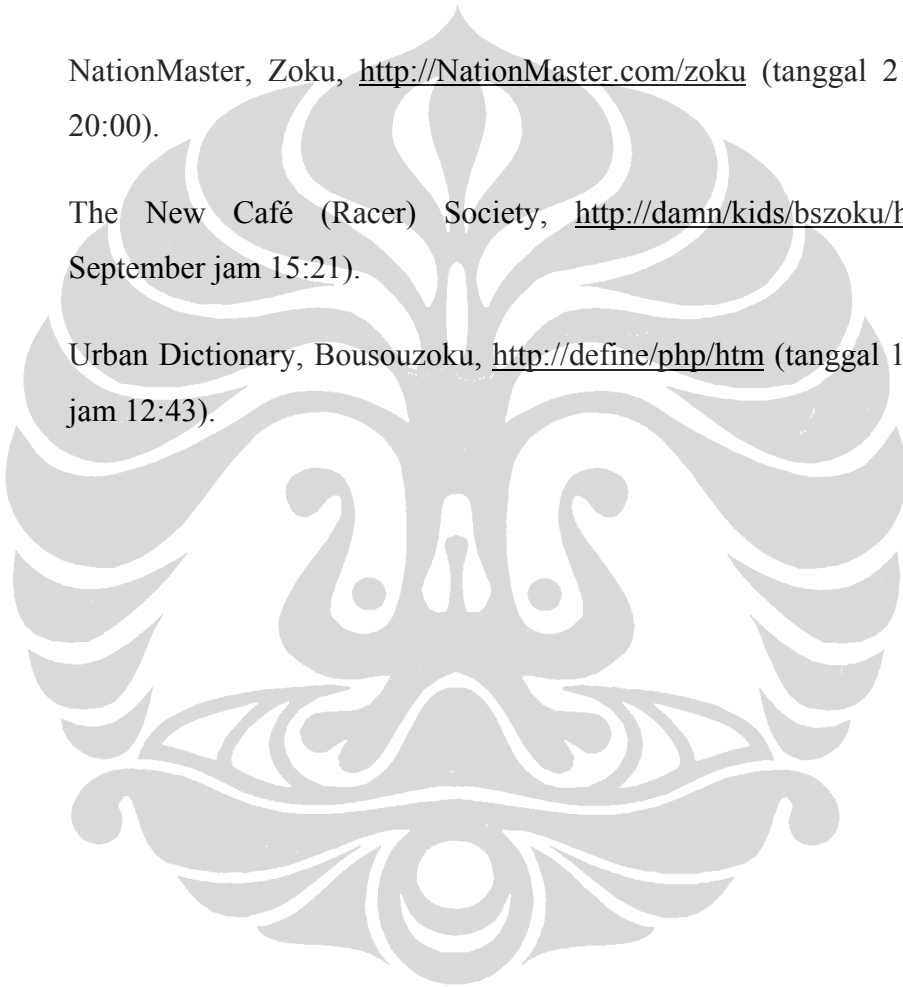 NationMaster, Zoku, http://NationMaster.com/zoku (tanggal 21
20:00).
The New Café (Racer) Society, http://damn/kids/bszoku/h
September jam 15:21).
Urban Dictionary, Bousouzoku, http://define/php/htm (tanggal 1
jam 12:43).